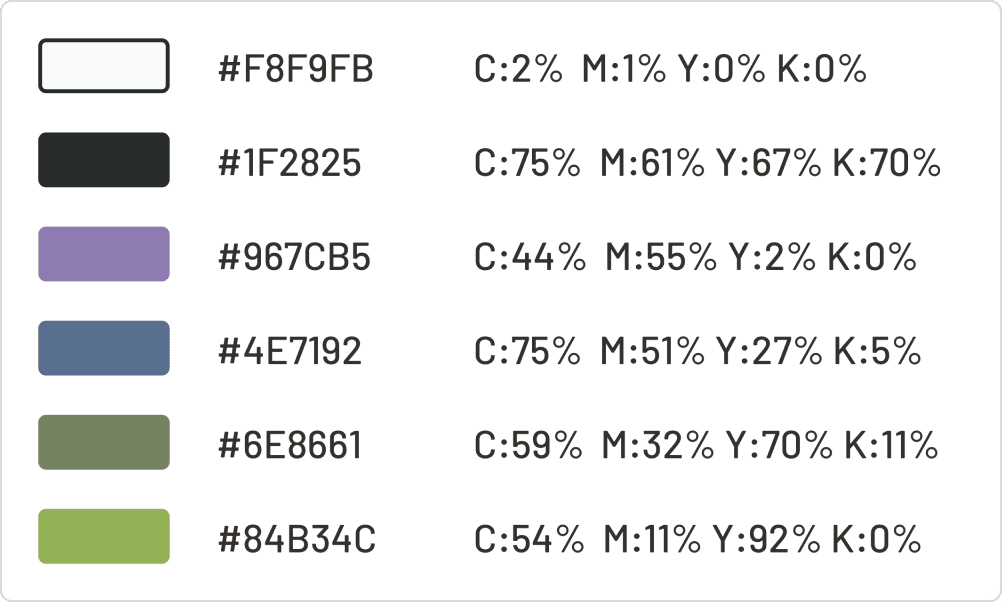 #F8F9FB C:2% M:1% Y:0% K:0%
#1F2825 C:75% M:61% Y:67% K:70%
#967CB5 C:44% M:55% Y:2% K:0%
#4E7192 C:75% M:51% Y:27% K:5%
#6E8661 C:59% M:32% Y:70% K:11%
#84B34C C:54% M:11% Y:92% K:0%